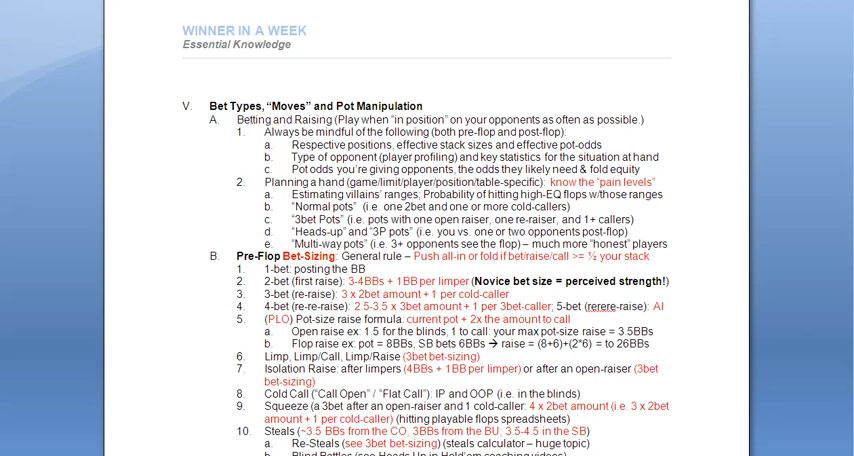 WINNER IN A WEEK
Essential Knowledge
V. Bet Types, “Moves” and Pot Manipulation
A. Betting and Raising (Play when “in position” on your opponents as often as possible.)
1. Always be mindful of the following (both pre-flop and post-flop):
a. Respective positions, effective stack sizes and effective pot-odds
b. Type of opponent (player profiling) and key statistics for the situation at hand
c. Pot odds you’re giving opponents, the odds they likely need & fold equity
2. Planning a hand (game/limit/player/position/table-specific): know the “pain levels”
a. Estimating villains’ ranges; Probability of hitting high-EQ flops w/those ranges
b. “Normal pots” (i.e. one 2bet and one or more cold-callers)
c. “3bet Pots” (i.e. pots with one open raiser, one re-raiser, and 1+ callers)
d. “Heads-up” and “3P pots” (i.e. you vs. one or two opponents post-flop)
e. “Multi-way pots” (i.e. 3+ opponents see the flop) – much more “honest” players
B. Pre-Flop Bet-Sizing: General rule – Push all-in or fold if bet/raise/call >= ½ your stack
1. 1-bet: posting the BB
2. 2-bet (first raise): 3-4BBs + 1BB per limper (Novice bet size = perceived strength!)
3. 3-bet (re-raise): 3 x 2bet amount + 1 per cold-caller
4. 4-bet (re-re-raise): 2.5-3.5 x 3bet amount + 1 per 3bet-caller; 5-bet (rerere-raise): AI
5. (PLO) Pot-size raise formula: current pot + 2x the amount to call
a. Open raise ex: 1.5 for the blinds, 1 to call: your max pot-size raise = 3.5BBs
b. Flop raise ex: pot = 8BBs, SB bets 6BBs → raise = (8+6)+(2*6) = to 26BBs
6. Limp, Limp/Call, Limp/Raise (3bet bet-sizing)
7. Isolation Raise: after limpers (4BBs + 1BB per limper) or after an open-raiser (3bet
bet-sizing)
8. Cold Call (“Call Open” / “Flat Call”): IP and OOP (i.e. in the blinds)
9. Squeeze (a 3bet after an open-raiser and 1 cold-caller: 4 x 2bet amount (i.e. 3 x 2bet
amount + 1 per cold-caller) (hitting playable flops spreadsheets)
10. Steals (~3.5 BBs from the CO, 3BBs from the BU; 3.5-4.5 in the SB)
a. Re-Steals (see 3bet bet-sizing) (steals calculator – huge topic)
b. Blind Battles (see Heads Up in Hold’em coaching videos)